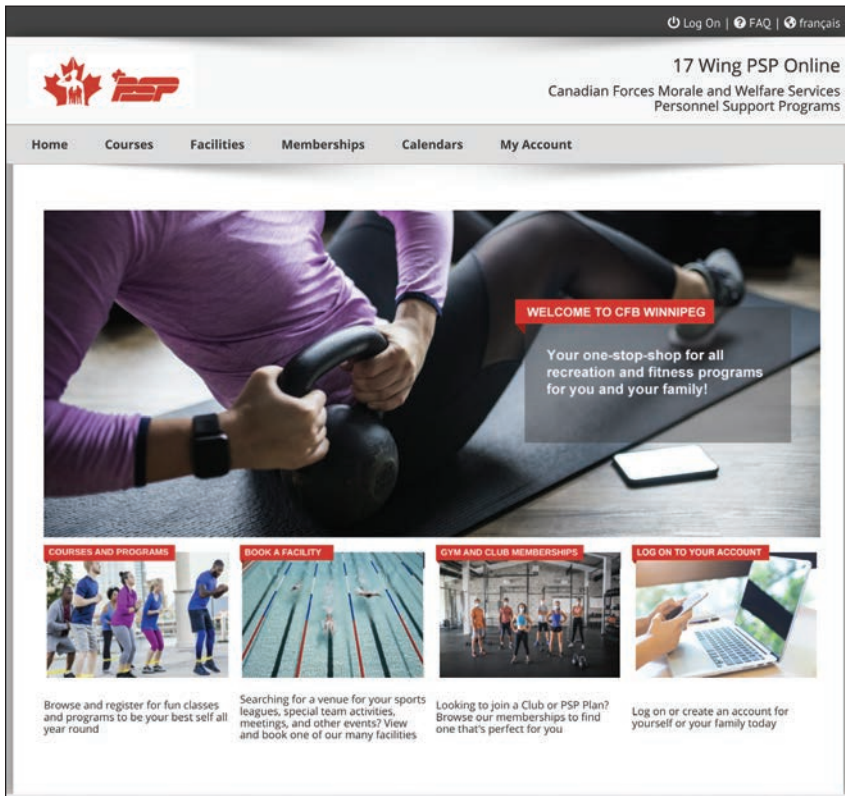 Log On | FAQ | français
PSP
17 Wing PSP Online
Canadian Forces Morale and Welfare Services
Personnel Support Programs
Home Courses Facilities Memberships Calendars My Account
WELCOME TO CFB WINNIPEG
Your one-stop-shop for all
recreation and fitness programs
for you and your family!
COURSES AND PROGRAMS
Browse and register for fun classes
and programs to be your best self all
year round
BOOK A FACILITY
Searching for a venue for your sports
leagues, special team activities,
meetings, and other events? View
and book one of our many facilities
GYM AND CLUB MEMBERSHIPS
Looking to join a Club or PSP Plan?
Browse our memberships to find
one that's perfect for you
LOG ON TO YOUR ACCOUNT
Log on or create an account for
yourself or your family today